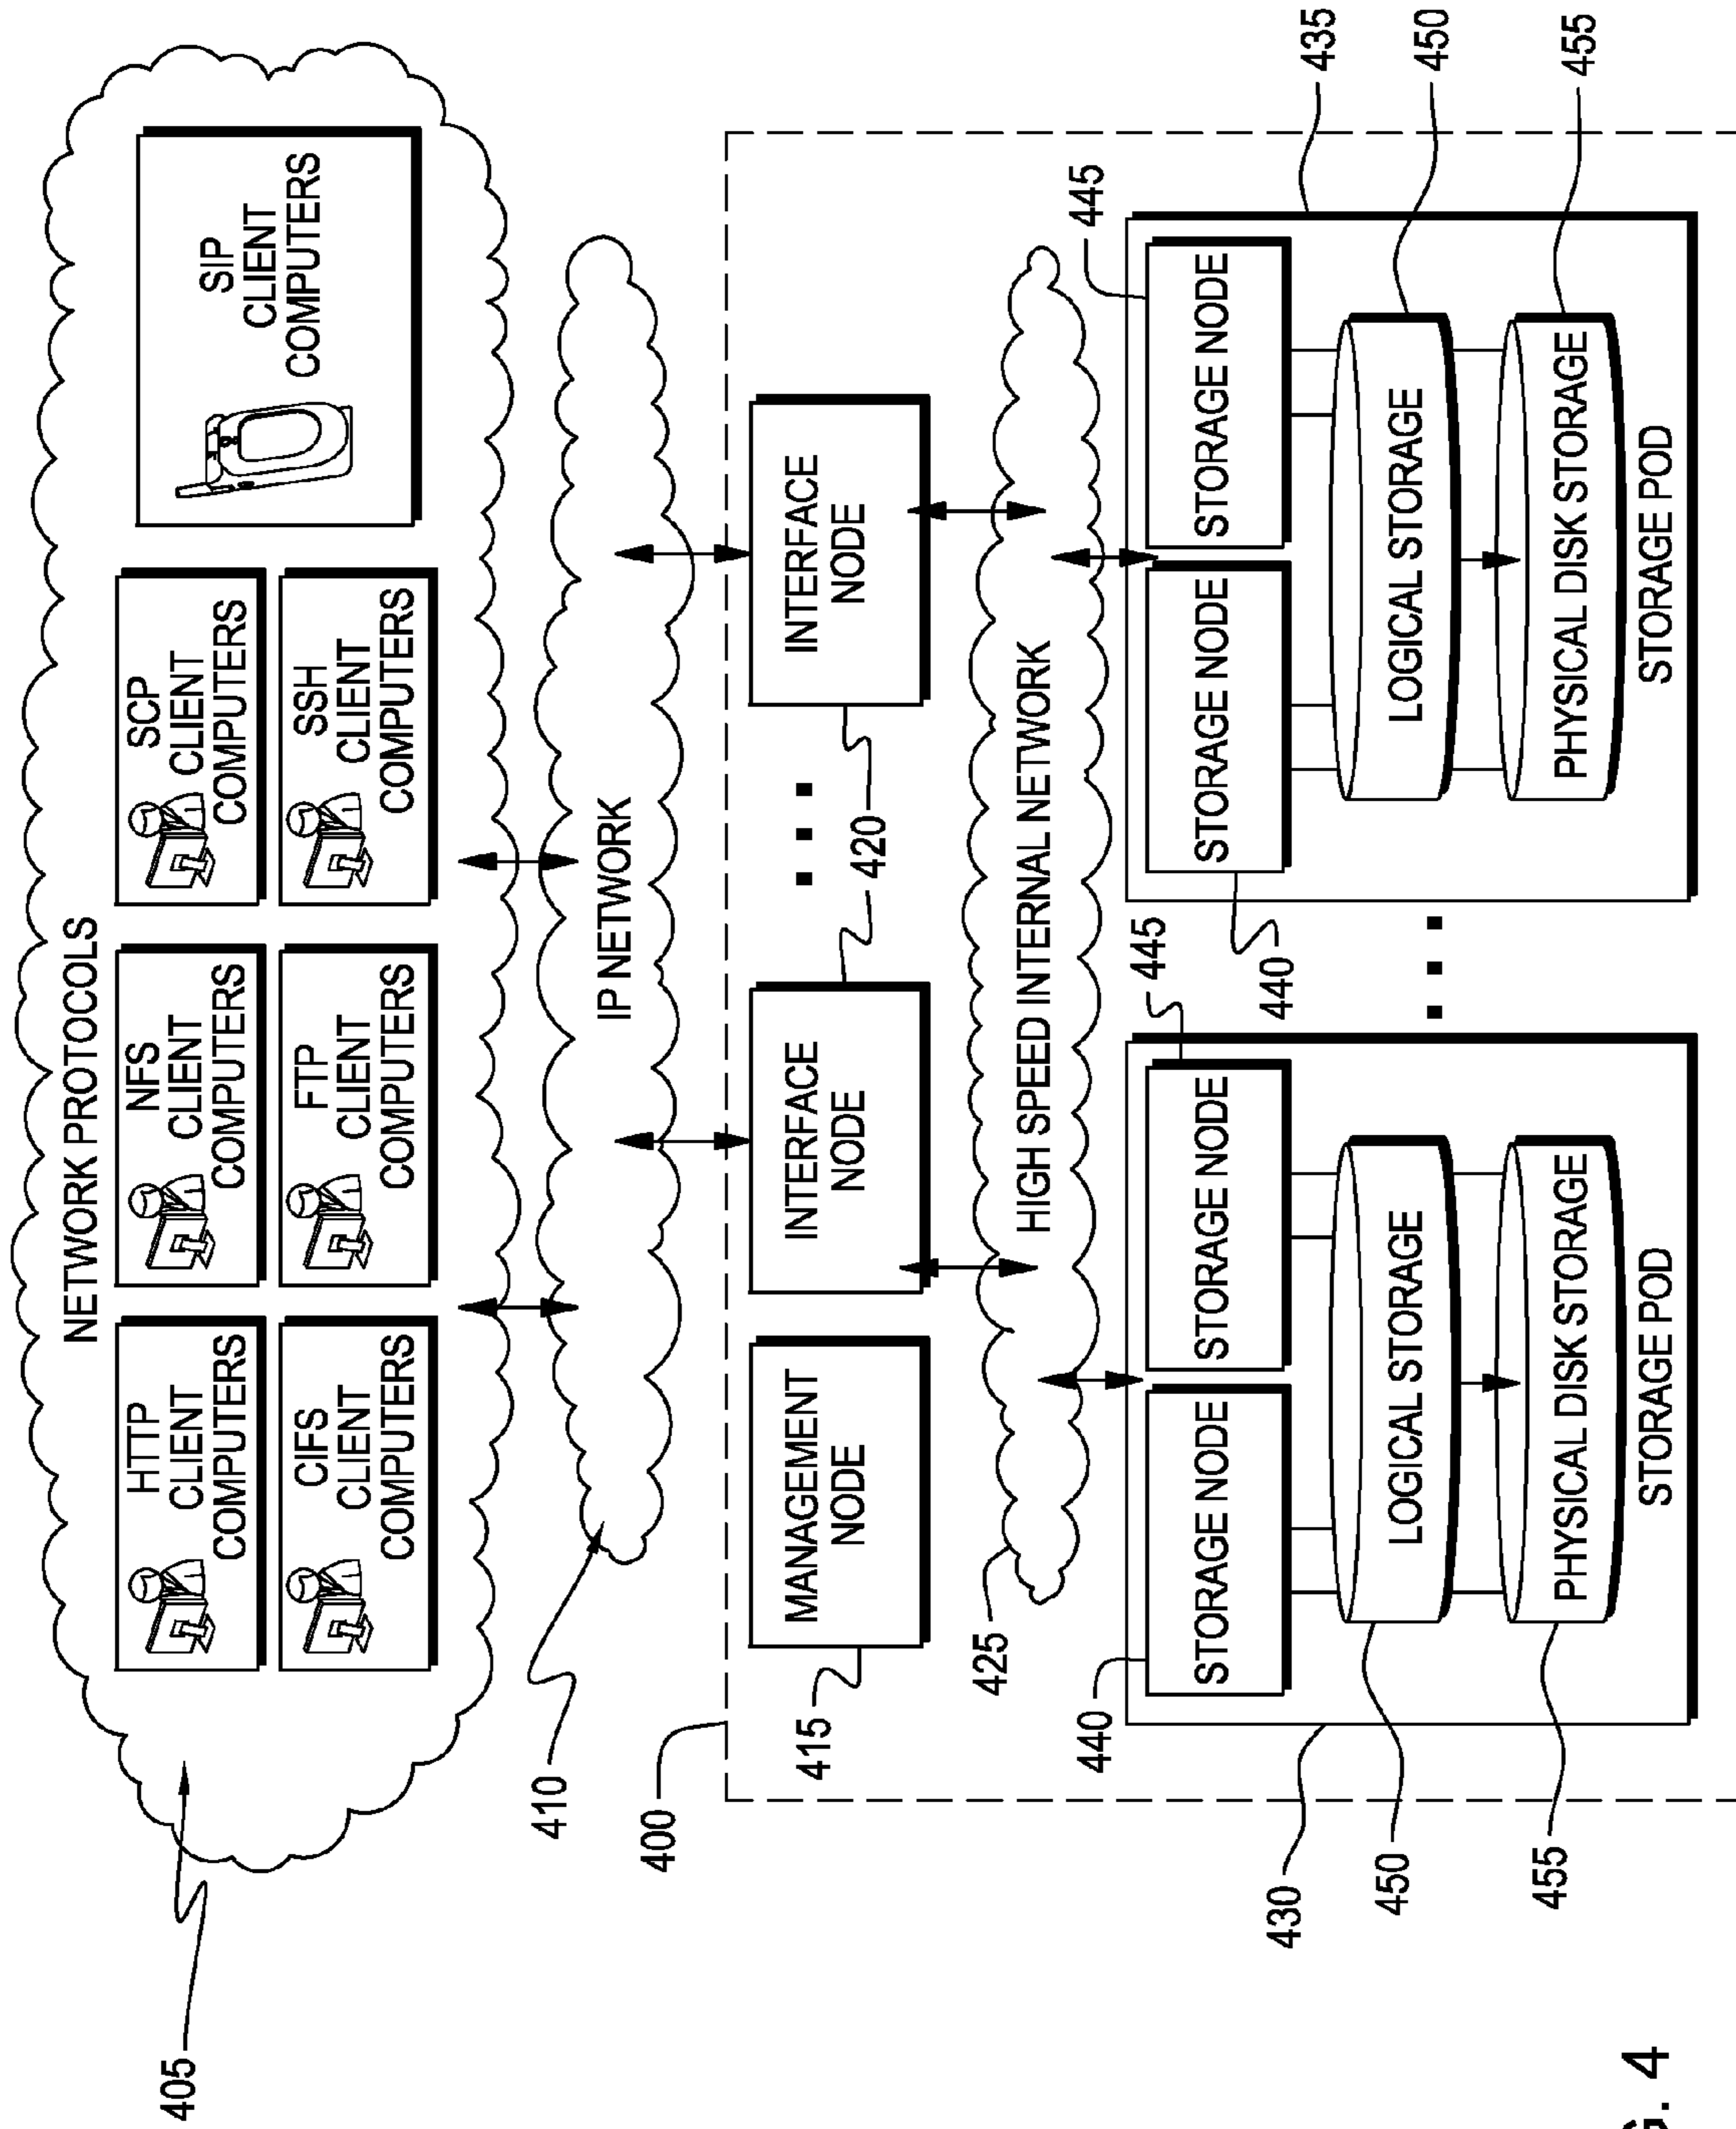 NETWORK PROTOCOLS
HTTP
CLIENT
COMPUTERS
NFS
CLIENT
COMPUTERS
SCP
CLIENT
COMPUTERS
SIP
CLIENT
COMPUTERS
CIFS
CLIENT
COMPUTERS
FTP
CLIENT
COMPUTERS
SSH
CLIENT
COMPUTERS
405
410
IP NETWORK
400
415
MANAGEMENT
NODE
INTERFACE
NODE
420
INTERFACE
NODE
425
HIGH SPEED INTERNAL NETWORK
440
445
440
445
STORAGE NODE
STORAGE NODE
STORAGE NODE
STORAGE NODE
430
435
450
LOGICAL STORAGE
LOGICAL STORAGE
450
455
PHYSICAL DISK STORAGE
PHYSICAL DISK STORAGE
455
STORAGE POD
STORAGE POD
G. 4